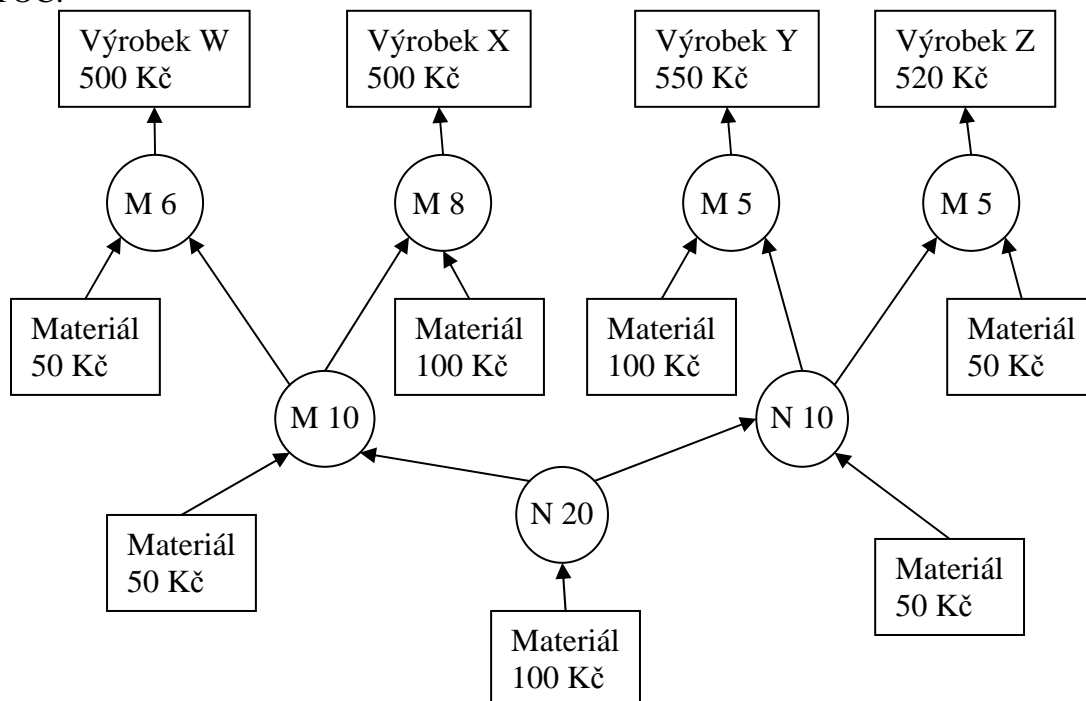 Výrobek W
500 Kč
Výrobek X
500 Kč
Výrobek Y
550 Kč
Výrobek Z
520 Kč
M 6
M 8
M 5
M 5
Materiál
50 Kč
Materiál
100 Kč
Materiál
100 Kč
Materiál
50 Kč
M 10
N 10
N 20
Materiál
50 Kč
Materiál
50 Kč
Materiál
100 Kč